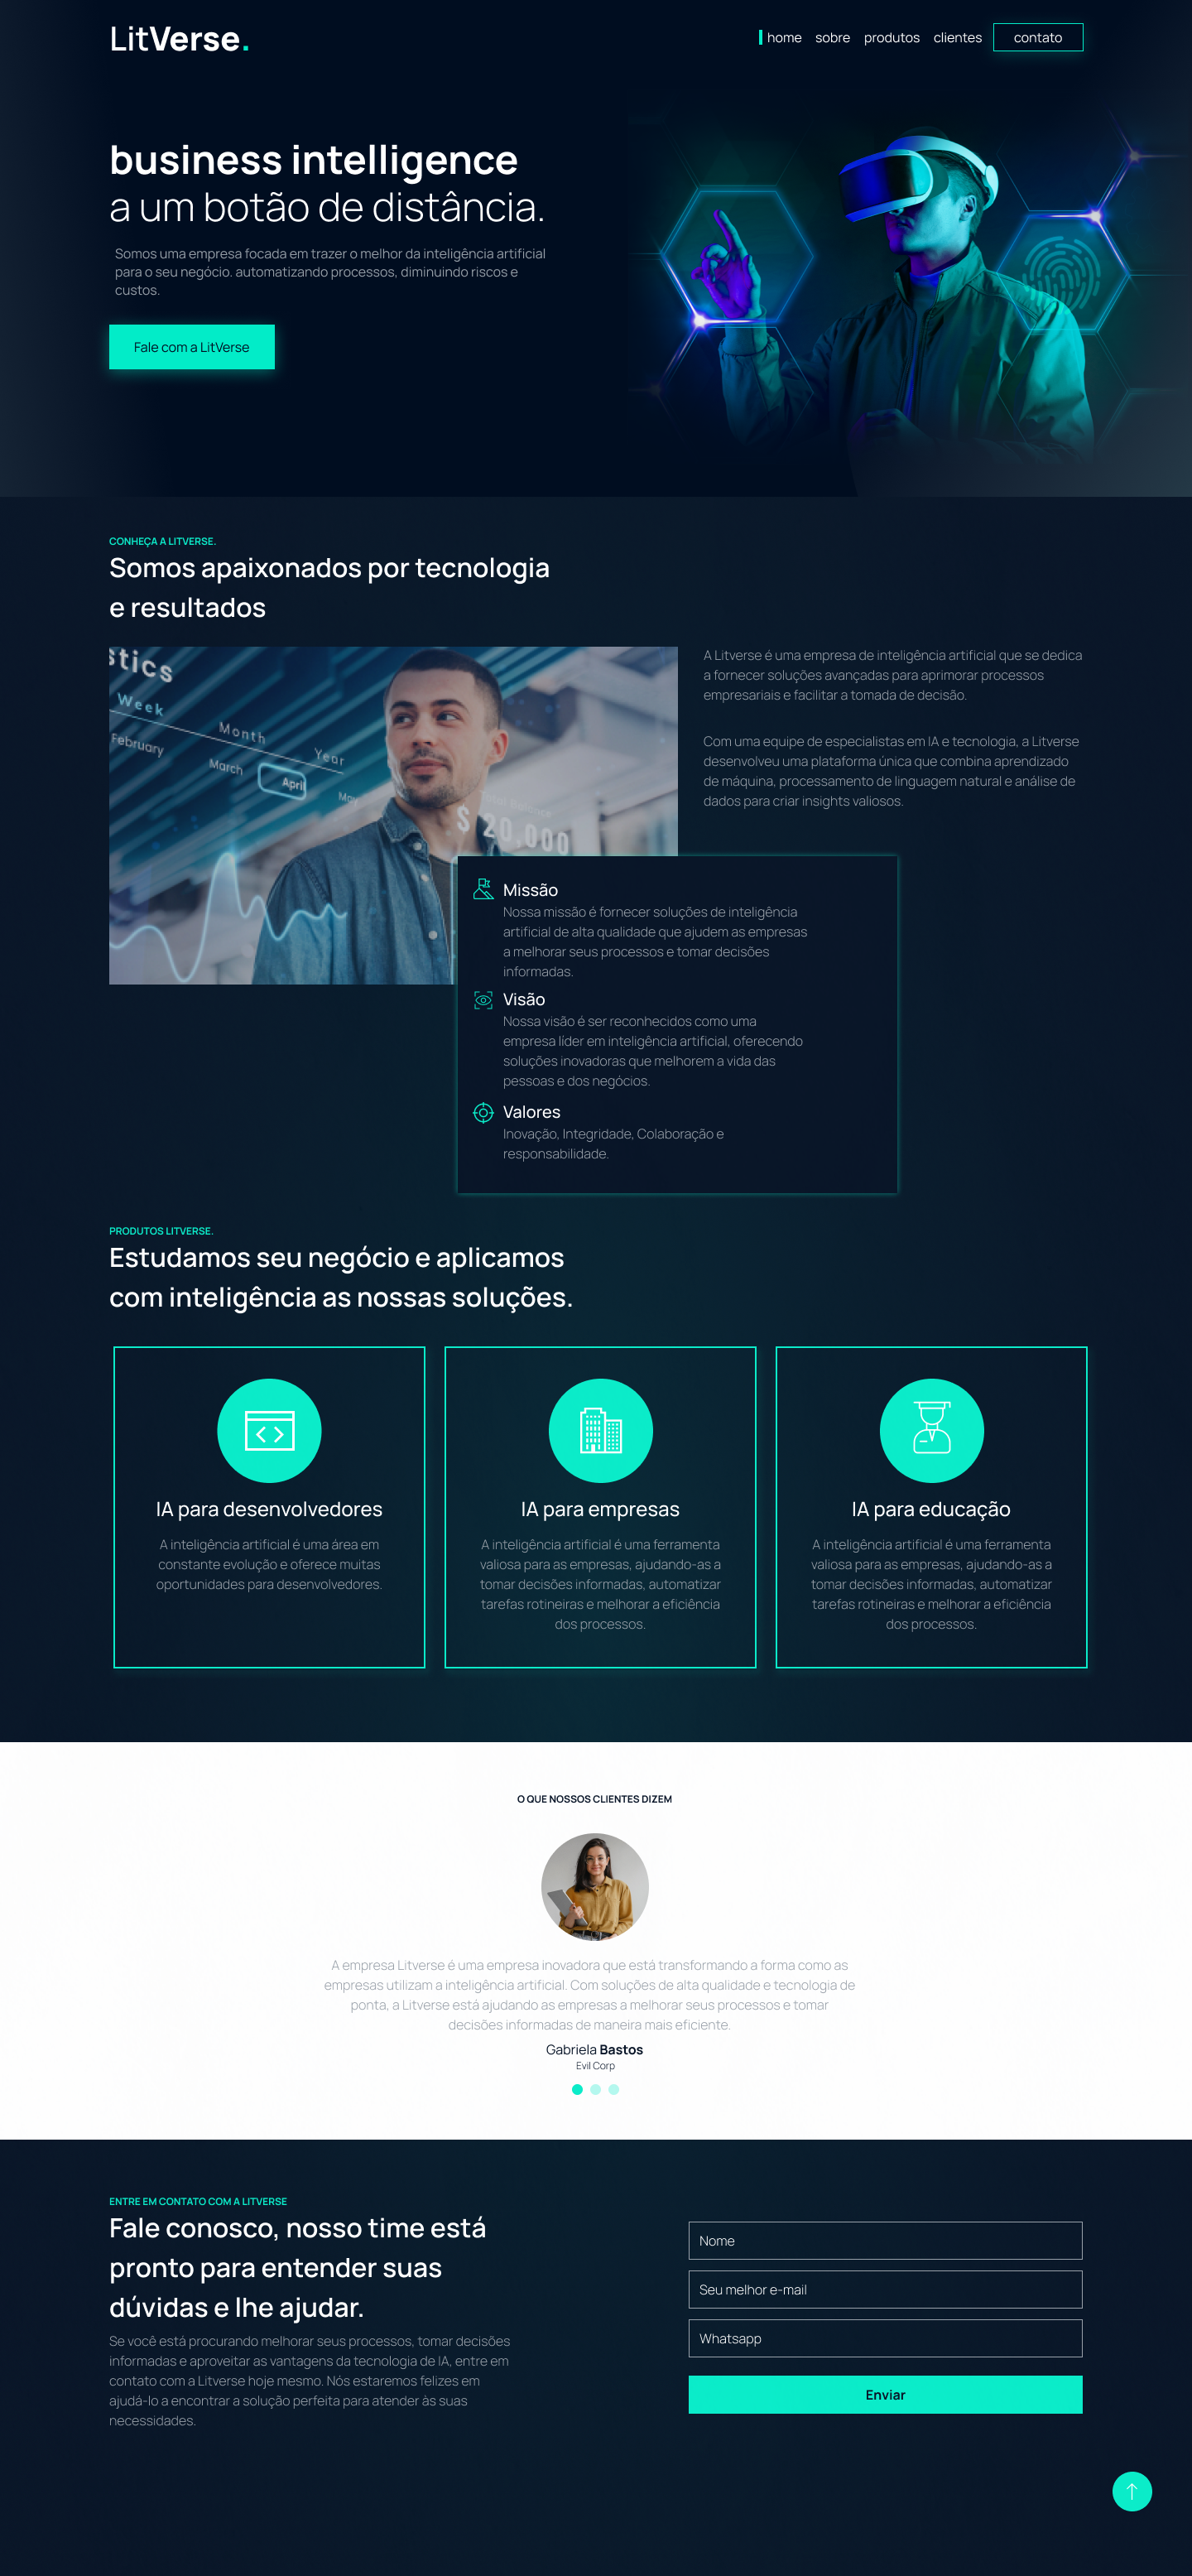 LitVerse.
home sobre produtos clientes contato
business intelligence
a um botão de distância.
Somos uma empresa focada em trazer o melhor da inteligência artificial
para o seu negócio. automatizando processos, diminuindo riscos e
custos.
Fale com a LitVerse
CONHEÇA A LITVERSE.
Somos apaixonados por tecnologia
e resultados
stics
Week
Month
Year
February
March
April
May
$ 20,000
A Litverse é uma empresa de inteligência artificial que se dedica
a fornecer soluções avançadas para aprimorar processos
empresariais e facilitar a tomada de decisão.
Com uma equipe de especialistas em IA e tecnologia, a Litverse
desenvolveu uma plataforma única que combina aprendizado
de máquina, processamento de linguagem natural e análise de
dados para criar insights valiosos.
Missão
Nossa missão é fornecer soluções de inteligência
artificial de alta qualidade que ajudem as empresas
a melhorar seus processos e tomar decisões
informadas.
Visão
Nossa visão é ser reconhecidos como uma
empresa líder em inteligência artificial, oferecendo
soluções inovadoras que melhorem a vida das
pessoas e dos negócios.
Valores
Inovação, Integridade, Colaboração e
responsabilidade.
PRODUTOS LITVERSE.
Estudamos seu negócio e aplicamos
com inteligência as nossas soluções.
IA para desenvolvedores
A inteligência artificial é uma área em
constante evolução e oferece muitas
oportunidades para desenvolvedores.
IA para empresas
A inteligência artificial é uma ferramenta
valiosa para as empresas, ajudando-as a
tomar decisões informadas, automatizar
tarefas rotineiras e melhorar a eficiência
dos processos.
IA para educação
A inteligência artificial é uma ferramenta
valiosa para as empresas, ajudando-as a
tomar decisões informadas, automatizar
tarefas rotineiras e melhorar a eficiência
dos processos.
O QUE NOSSOS CLIENTES DIZEM
A empresa Litverse é uma empresa inovadora que está transformando a forma como as
empresas utilizam a inteligência artificial. Com soluções de alta qualidade e tecnologia de
ponta, a Litverse está ajudando as empresas a melhorar seus processos e tomar
decisões informadas de maneira mais eficiente.
Gabriela Bastos
Evil Corp
ENTRE EM CONTATO COM A LITVERSE
Fale conosco, nosso time está
pronto para entender suas
dúvidas e lhe ajudar.
Se você está procurando melhorar seus processos, tomar decisões
informadas e aproveitar as vantagens da tecnologia de IA, entre em
contato com a Litverse hoje mesmo. Nós estaremos felizes em
ajudá-lo a encontrar a solução perfeita para atender às suas
necessidades.
Nome
Seu melhor e-mail
Whatsapp
Enviar